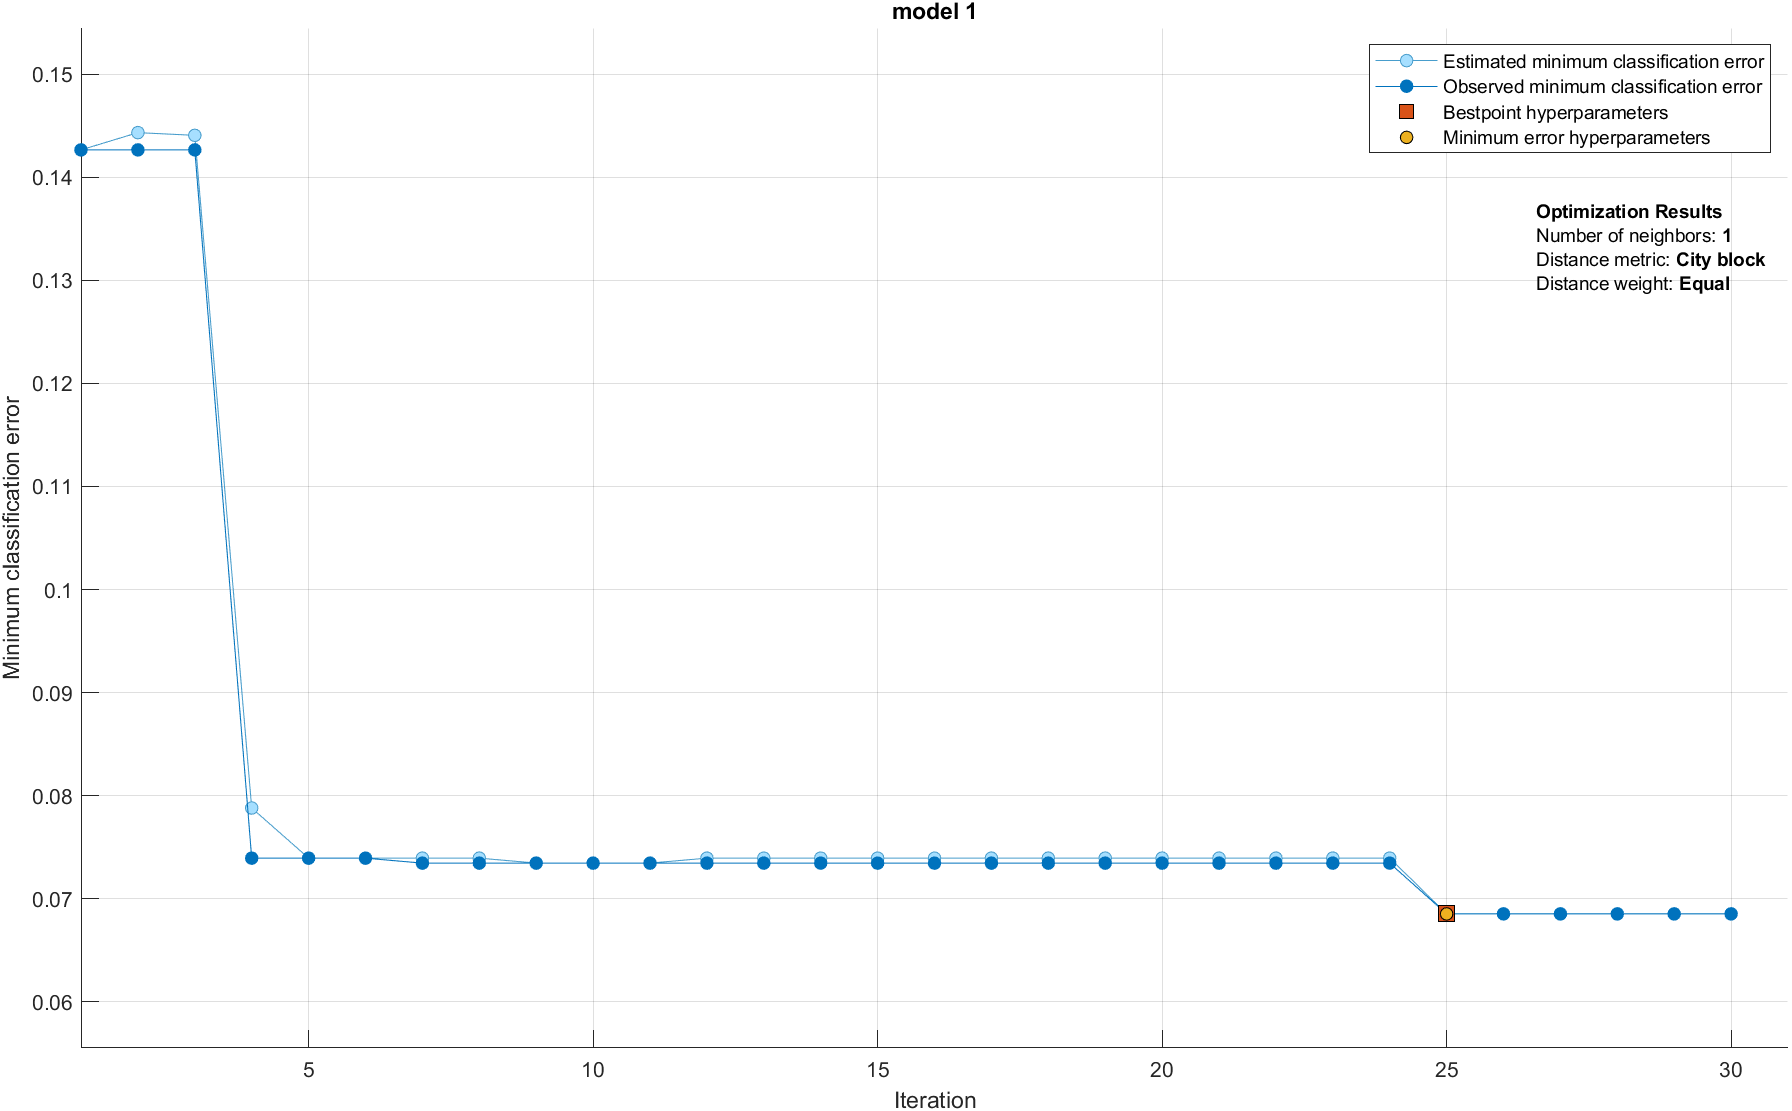 model 1
Estimated minimum classification error
Observed minimum classification error
Bestpoint hyperparameters
Minimum error hyperparameters
Optimization Results
Number of neighbors: 1
Distance metric: City block
Distance weight: Equal
Minimum classification error
0.15
0.14
0.13
0.12
0.11
0.1
0.09
0.08
0.07
0.06
5 10 15 20 25 30
Iteration